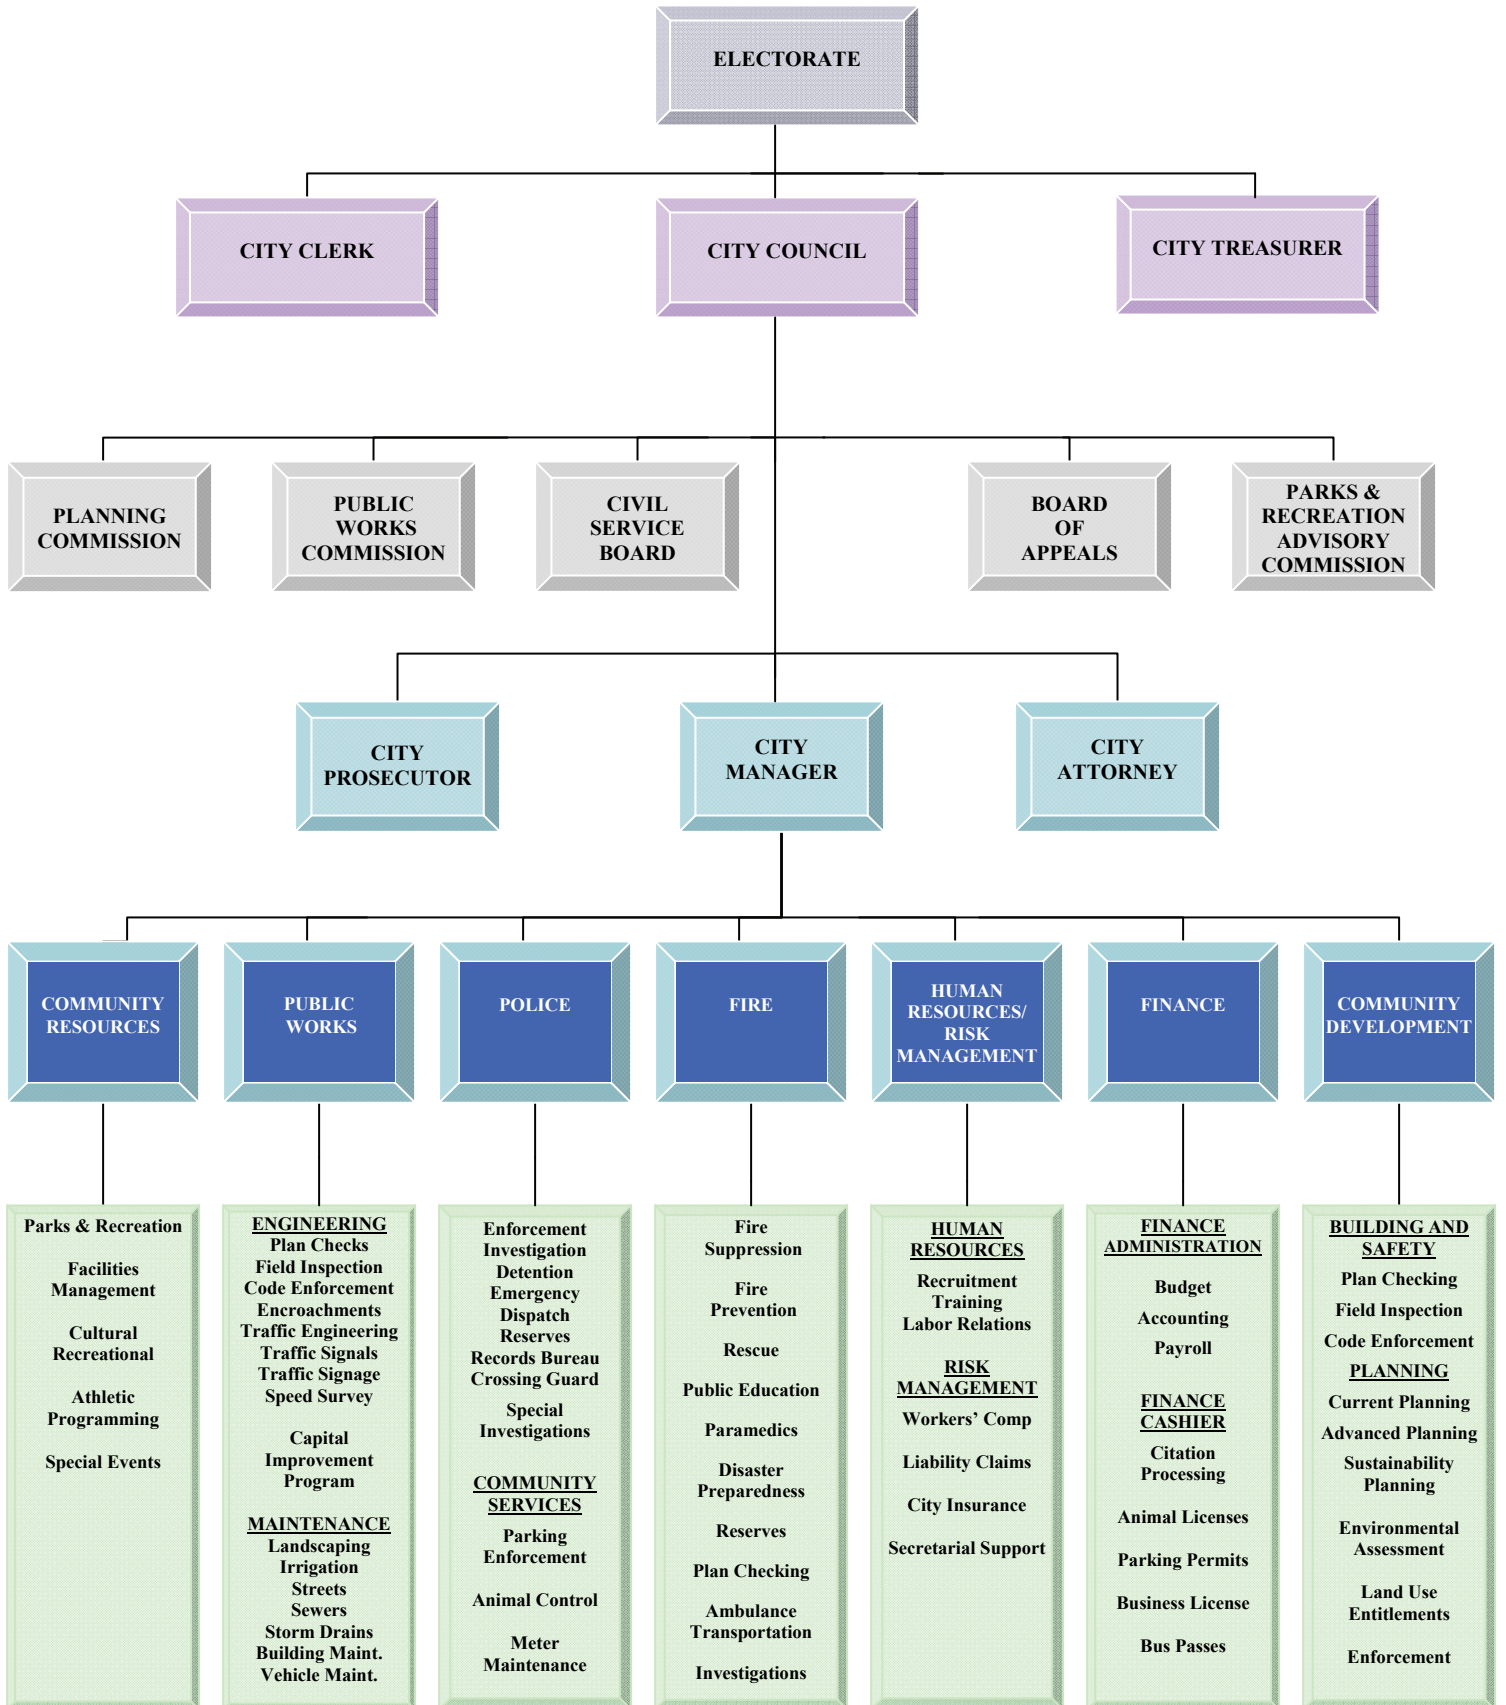 ELECTORATE
CITY CLERK
CITY COUNCIL
CITY TREASURER
PLANNING
COMMISSION
PUBLIC
WORKS
COMMISSION
CIVIL
SERVICE
BOARD
BOARD
OF
APPEALS
PARKS &
RECREATION
ADVISORY
COMMISSION
CITY
PROSECUTOR
CITY
MANAGER
CITY
ATTORNEY
COMMUNITY
RESOURCES
PUBLIC
WORKS
POLICE
FIRE
HUMAN
RESOURCES/
RISK
MANAGEMENT
FINANCE
COMMUNITY
DEVELOPMENT
Parks & Recreation
Facilities
Management
Cultural
Recreational
Athletic
Programming
Special Events
ENGINEERING
Plan Checks
Field Inspection
Code Enforcement
Encroachments
Traffic Engineering
Traffic Signals
Traffic Signage
Speed Survey
Capital
Improvement
Program
MAINTENANCE
Landscaping
Irrigation
Streets
Sewers
Storm Drains
Building Maint.
Vehicle Maint.
Enforcement
Investigation
Detention
Emergency
Dispatch
Reserves
Records Bureau
Crossing Guard
Special
Investigations
COMMUNITY
SERVICES
Parking
Enforcement
Animal Control
Meter
Maintenance
Fire
Suppression
Fire
Prevention
Rescue
Public Education
Paramedics
Disaster
Preparedness
Reserves
Plan Checking
Ambulance
Transportation
Investigations
HUMAN
RESOURCES
Recruitment
Training
Labor Relations
RISK
MANAGEMENT
Workers’ Comp
Liability Claims
City Insurance
Secretarial Support
FINANCE
ADMINISTRATION
Budget
Accounting
Payroll
FINANCE
CASHIER
Citation
Processing
Animal Licenses
Parking Permits
Business License
Bus Passes
BUILDING AND
SAFETY
Plan Checking
Field Inspection
Code Enforcement
PLANNING
Current Planning
Advanced Planning
Sustainability
Planning
Environmental
Assessment
Land Use
Entitlements
Enforcement